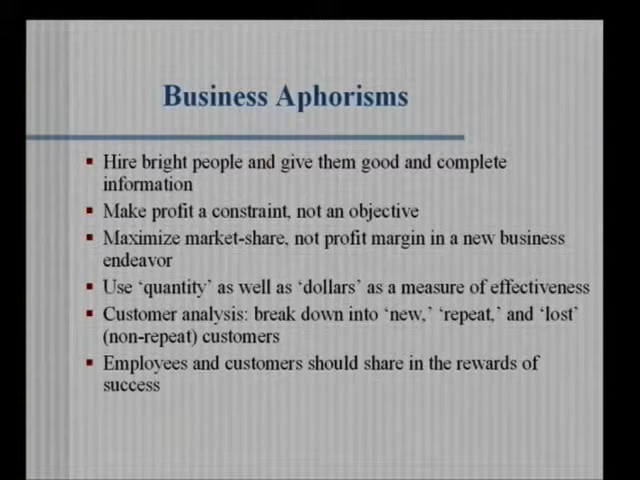 Business Aphorisms
Hire bright people and give them good and complete
information
Make profit a constraint, not an objective
Maximize market-share, not profit margin in a new business
endeavor
Use ‘quantity’ as well as ‘dollars’ as a measure of effectiveness
Customer analysis: break down into ‘new,’ ‘repeat,’ and ‘lost’
(non-repeat) customers
Employees and customers should share in the rewards of
success